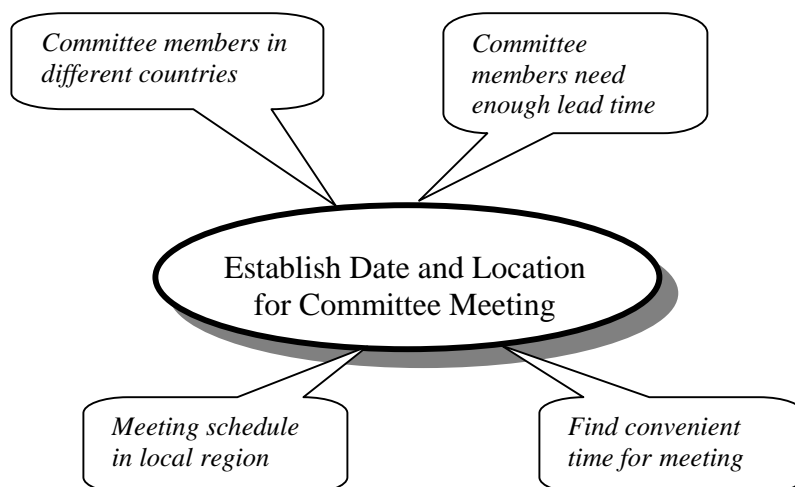 Committee members in
different countries
Committee
members need
enough lead time
Establish Date and Location
for Committee Meeting
Meeting schedule
in local region
Find convenient
time for meeting